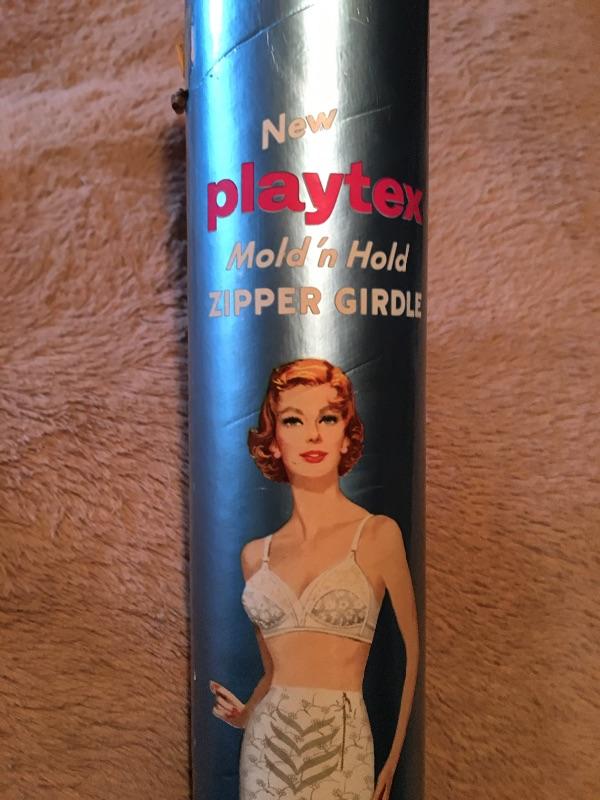 New
playtex
Mold 'n Hold
ZIPPER GIRDLE